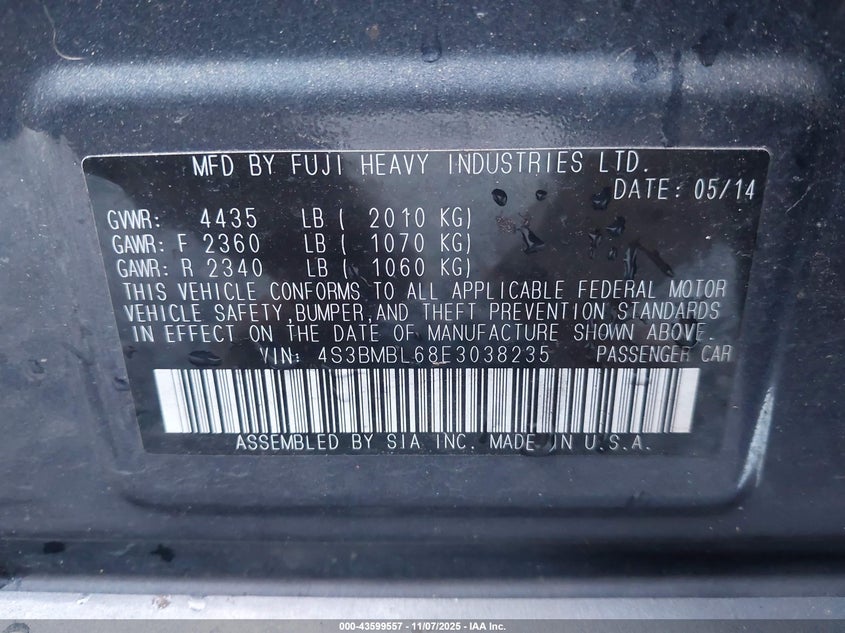 MFD BY FUJI HEAVY INDUSTRIES LTD.
DATE: 05/14
GVWR: 4435 LB ( 2010 KG)
GAWR: F 2360 LB ( 1070 KG)
GAWR: R 2340 LB ( 1060 KG)
THIS VEHICLE CONFORMS TO ALL APPLICABLE FEDERAL MOTOR
VEHICLE SAFETY,BUMPER,AND THEFT PREVENTION STANDARDS
IN EFFECT ON THE DATE OF MANUFACTURE SHOWN ABOVE.
VIN: 4S3BMBL68E3038235 PASSENGER CAR
ASSEMBLED BY SIA INC. MADE IN U.S.A.
000-43599557 — 11/07/2025 — IAA Inc.